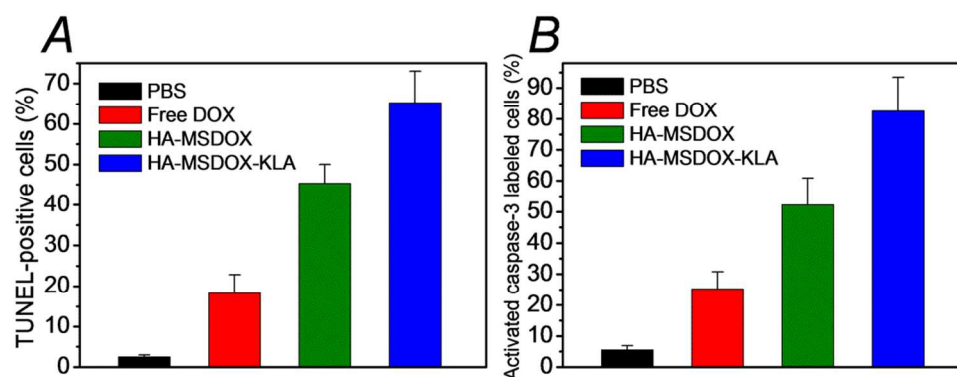 A
TUNEL-positive cells (%)
70
60
50
40
30
20
10
0
PBS
Free DOX
HA-MSDOX
HA-MSDOX-KLA
B
Activated caspase-3 labeled cells (%)
90
80
70
60
50
40
30
20
10
0
PBS
Free DOX
HA-MSDOX
HA-MSDOX-KLA